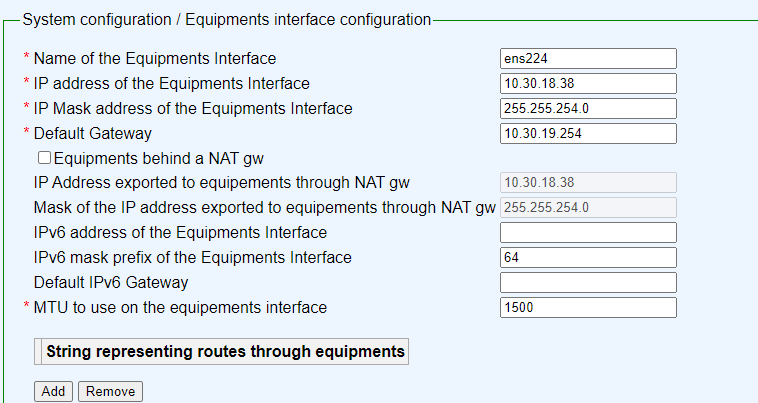 System configuration / Equipments interface configuration
* Name of the Equipments Interface ens224
* IP address of the Equipments Interface 10.30.18.38
* IP Mask address of the Equipments Interface 255.255.254.0
* Default Gateway 10.30.19.254
Equipments behind a NAT gw
IP Address exported to equipements through NAT gw 10.30.18.38
Mask of the IP address exported to equipements through NAT gw 255.255.254.0
IPv6 address of the Equipments Interface
IPv6 mask prefix of the Equipments Interface 64
Default IPv6 Gateway
* MTU to use on the equipements interface 1500
String representing routes through equipments
Add Remove